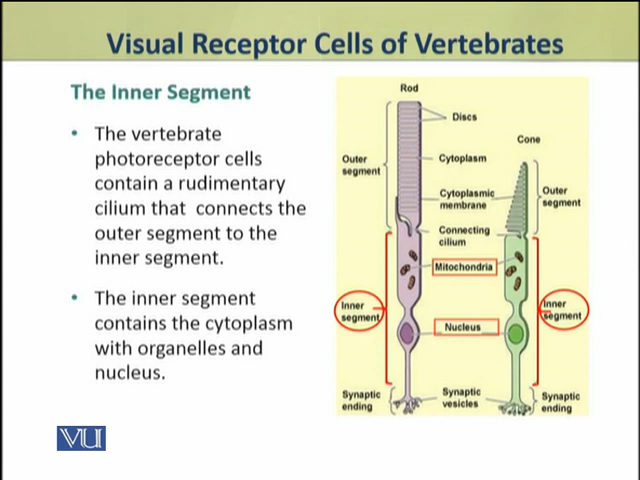 Visual Receptor Cells of Vertebrates
The Inner Segment
• The vertebrate
photoreceptor cells
contain a rudimentary
cilium that connects the
outer segment to the
inner segment.
• The inner segment
contains the cytoplasm
with organelles and
nucleus.
Rod
Discs
Cone
Outer
segment
Cytoplasm
Cytoplasmic
membrane
Outer
segment
Connecting
cilium
Mitochondria
Inner
segment
Inner
segment
Nucleus
Synaptic
ending
Synaptic
vesicles
Synaptic
ending
VU